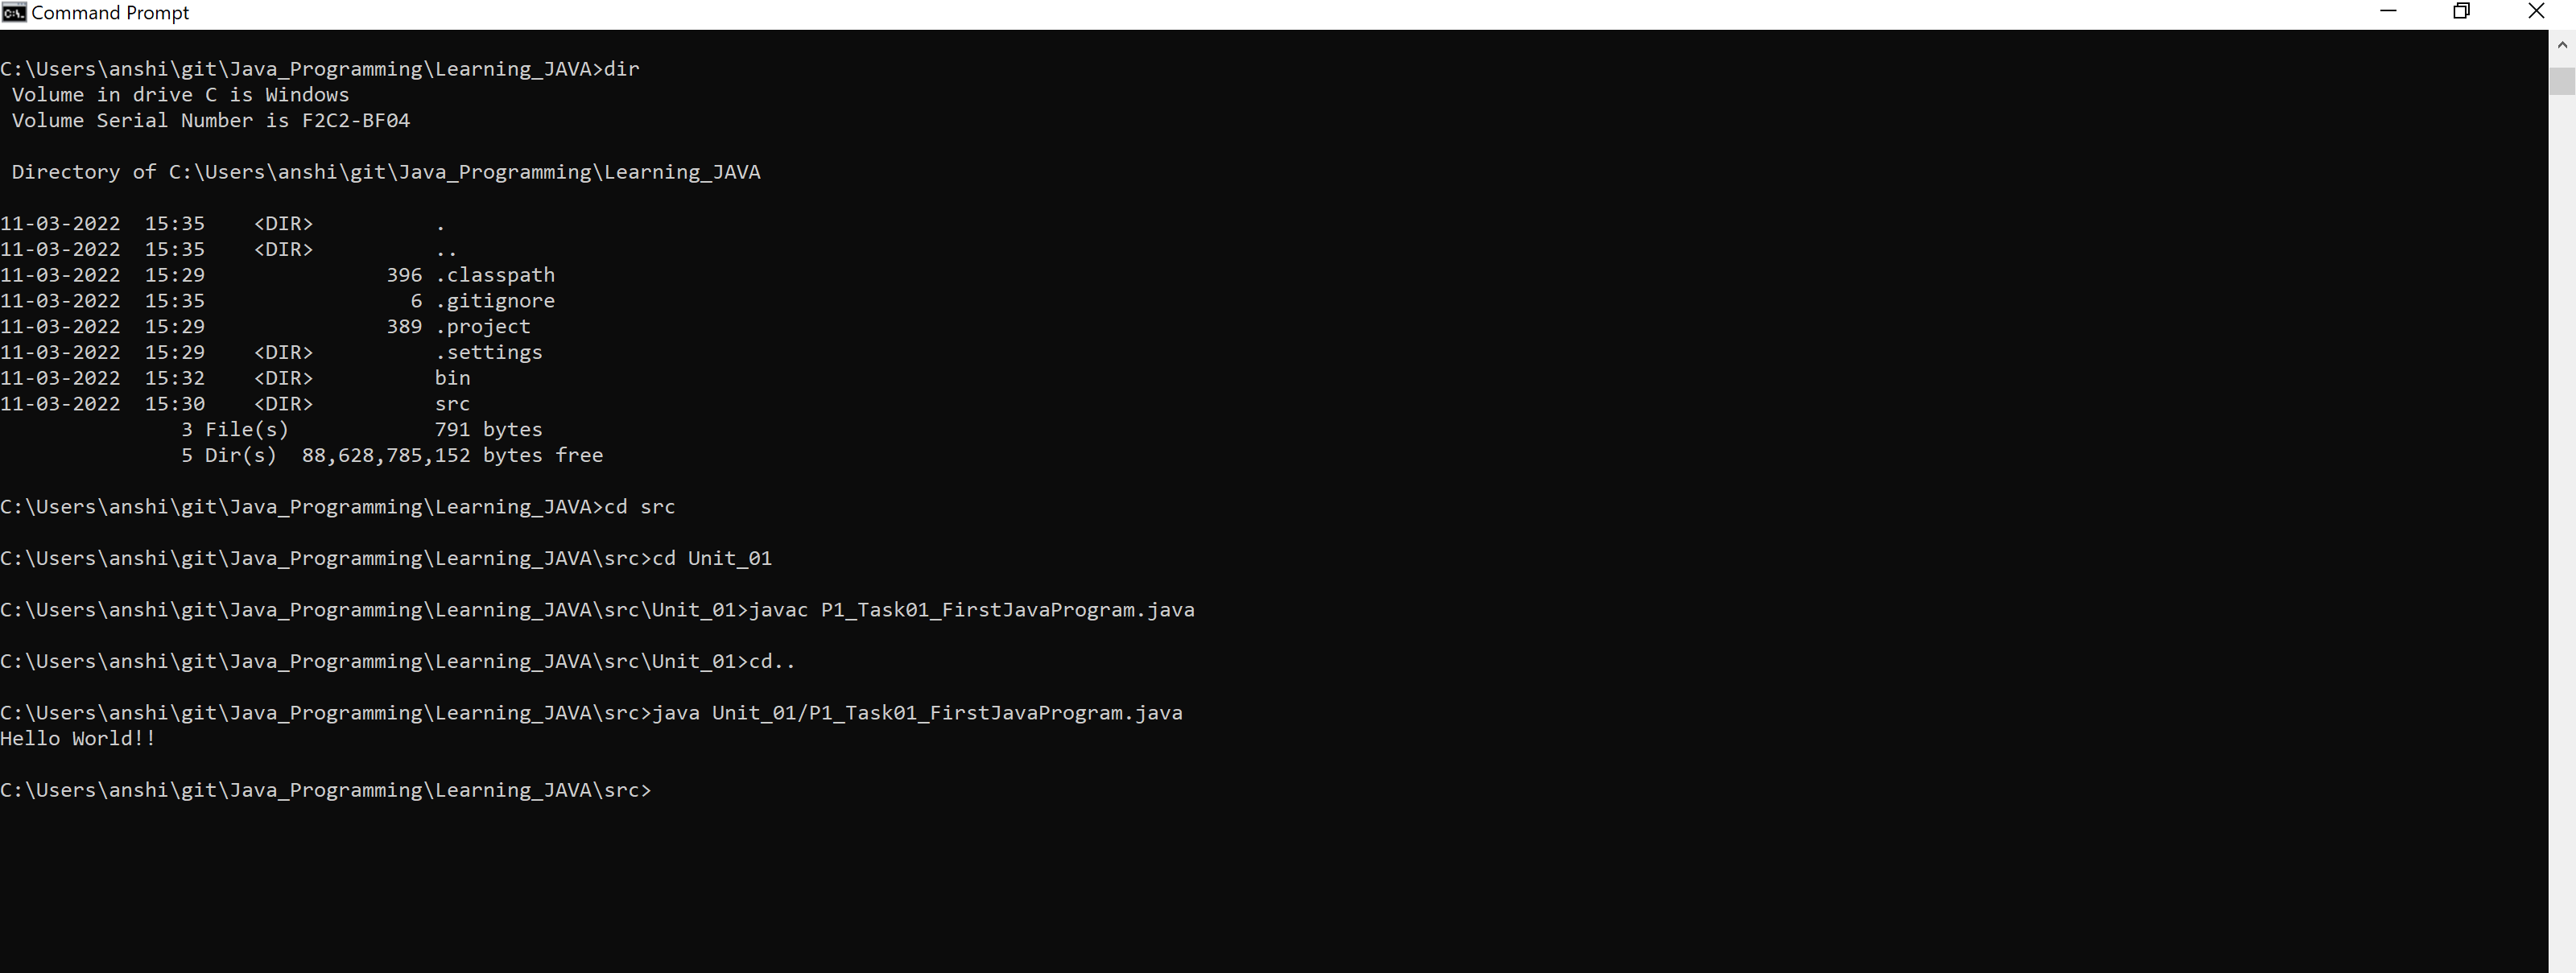 Command Prompt
C:\Users\anshi\git\Java_Programming\Learning_JAVA>dir
 Volume in drive C is Windows
 Volume Serial Number is F2C2-BF04
 Directory of C:\Users\anshi\git\Java_Programming\Learning_JAVA
11-03-2022  15:35    <DIR>          .
11-03-2022  15:35    <DIR>          ..
11-03-2022  15:29               396 .classpath
11-03-2022  15:35                 6 .gitignore
11-03-2022  15:29               389 .project
11-03-2022  15:29    <DIR>          .settings
11-03-2022  15:32    <DIR>          bin
11-03-2022  15:30    <DIR>          src
               3 File(s)            791 bytes
               5 Dir(s)  88,628,785,152 bytes free
C:\Users\anshi\git\Java_Programming\Learning_JAVA>cd src
C:\Users\anshi\git\Java_Programming\Learning_JAVA\src>cd Unit_01
C:\Users\anshi\git\Java_Programming\Learning_JAVA\src\Unit_01>javac P1_Task01_FirstJavaProgram.java
C:\Users\anshi\git\Java_Programming\Learning_JAVA\src\Unit_01>cd..
C:\Users\anshi\git\Java_Programming\Learning_JAVA\src>java Unit_01/P1_Task01_FirstJavaProgram.java
Hello World!!
C:\Users\anshi\git\Java_Programming\Learning_JAVA\src>